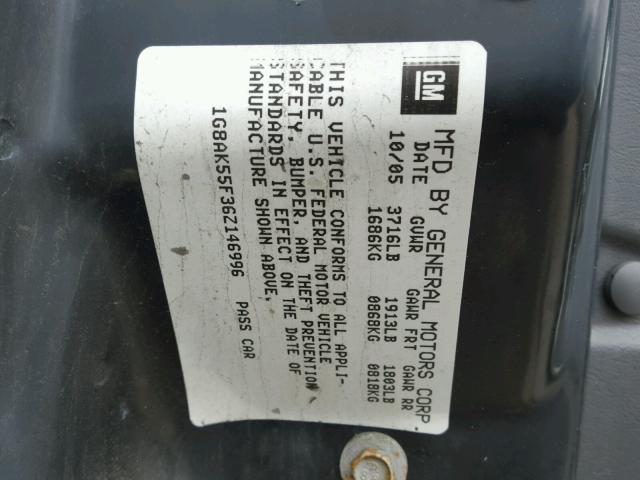 GM
MFD BY GENERAL MOTORS CORP
DATE GVWR GAWR FRT GAWR RR
10/05 3716LB 1913LB 1803LB
1686KG 0868KG 0818KG
THIS VEHICLE CONFORMS TO ALL APPLI-
CABLE U.S. FEDERAL MOTOR VEHICLE
SAFETY, BUMPER, AND THEFT PREVENTION
STANDARDS IN EFFECT ON THE DATE OF
MANUFACTURE SHOWN ABOVE.
1G8AK55F36Z146996 PASS CAR